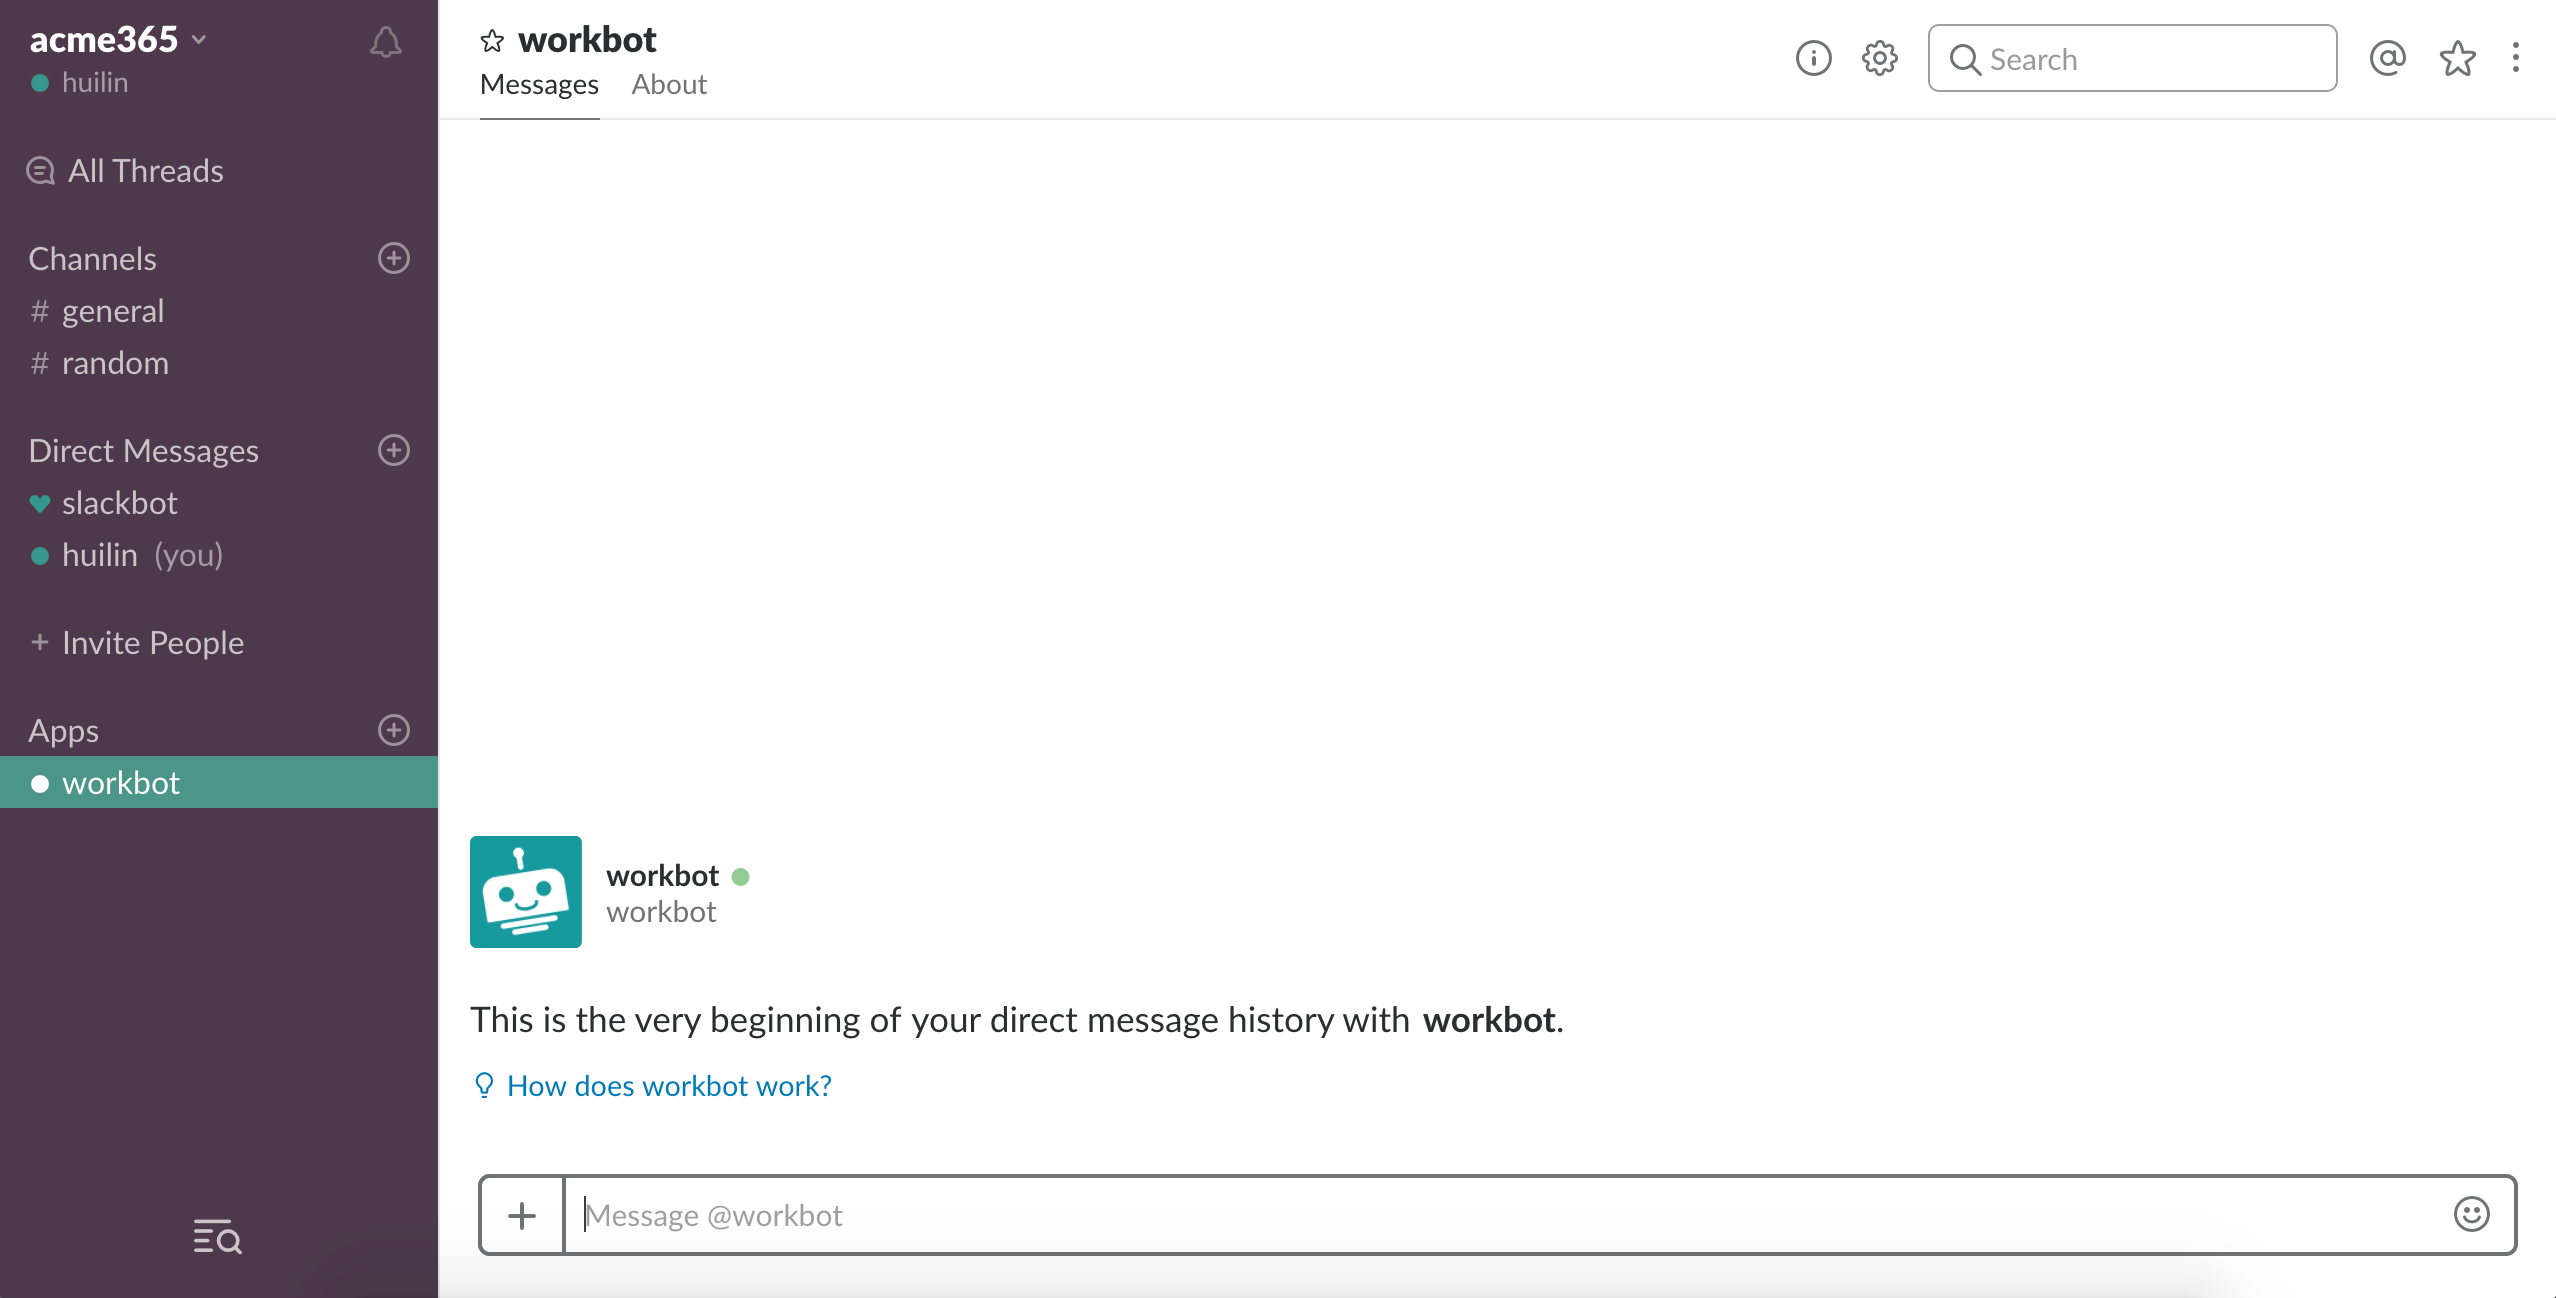 acme365
huilin
All Threads
Channels
# general
# random
Direct Messages
slackbot
huilin (you)
+ Invite People
Apps
workbot
workbot
Messages About
Search
workbot
workbot
This is the very beginning of your direct message history with workbot.
How does workbot work?
Message @workbot